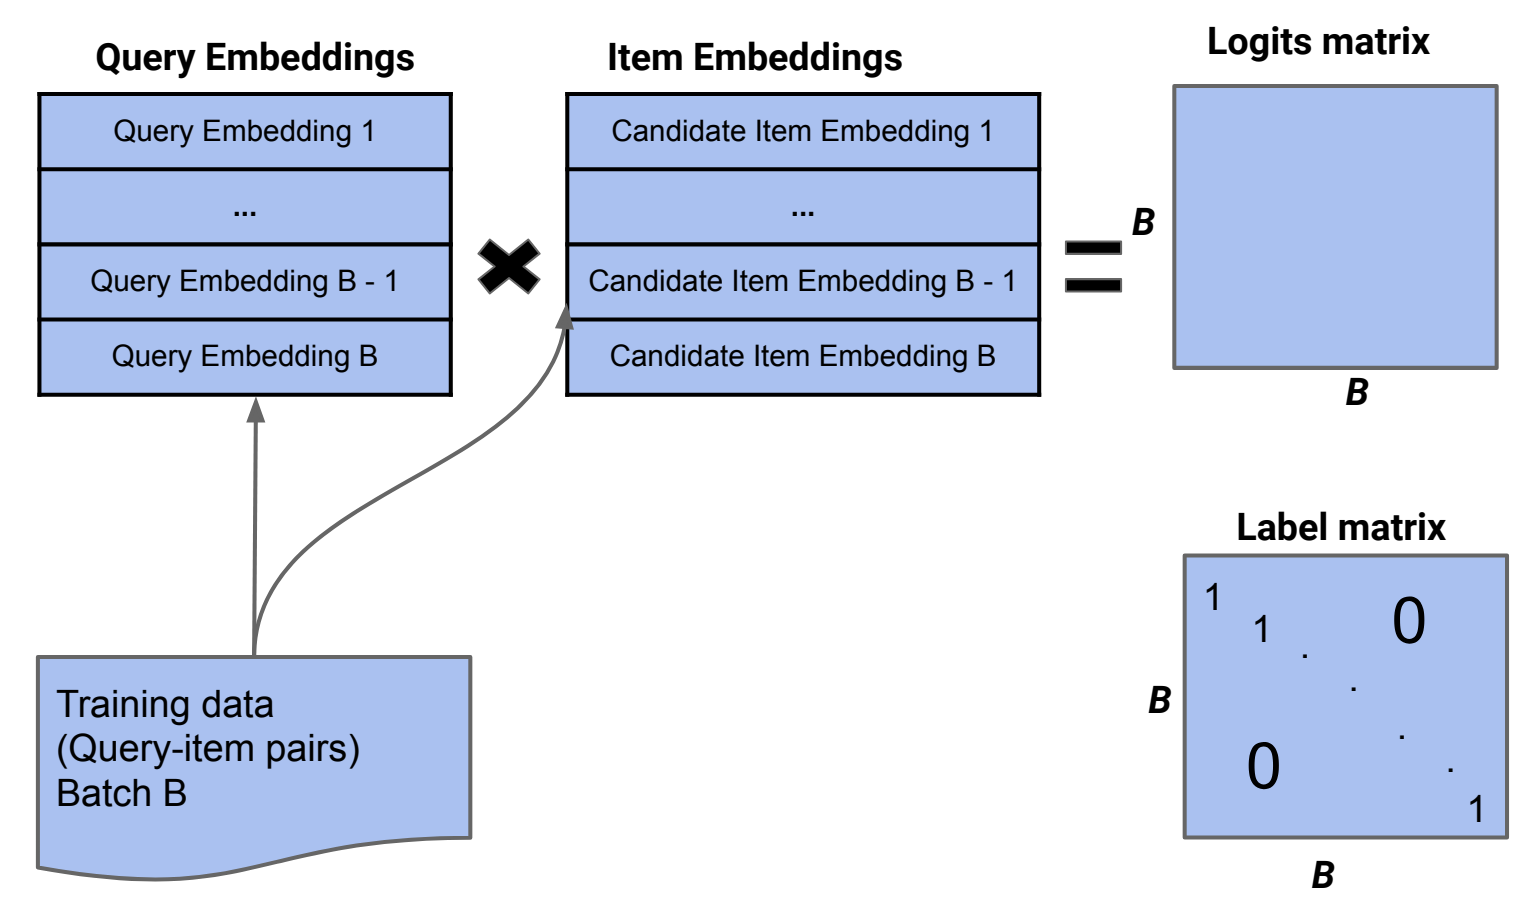 Query Embeddings
Query Embedding 1
...
Query Embedding B - 1
Query Embedding B
Item Embeddings
Candidate Item Embedding 1
...
Candidate Item Embedding B - 1
Candidate Item Embedding B
Logits matrix
B
B
Training data
(Query-item pairs)
Batch B
Label matrix
1
1
0
.
.
.
.
0
1
B
B